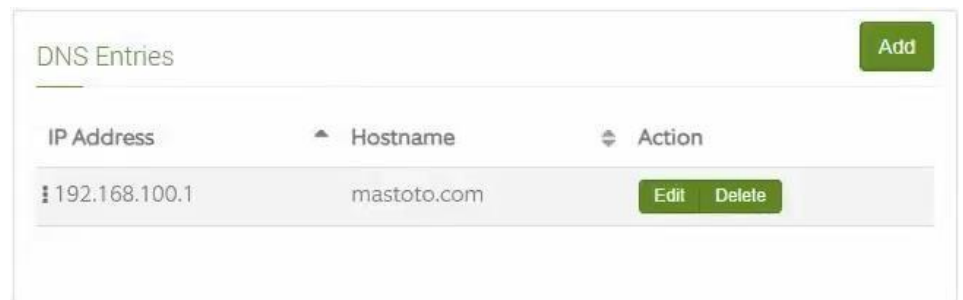 DNS Entries
Add
IP Address Hostname Action
192.168.100.1 mastoto.com Edit Delete